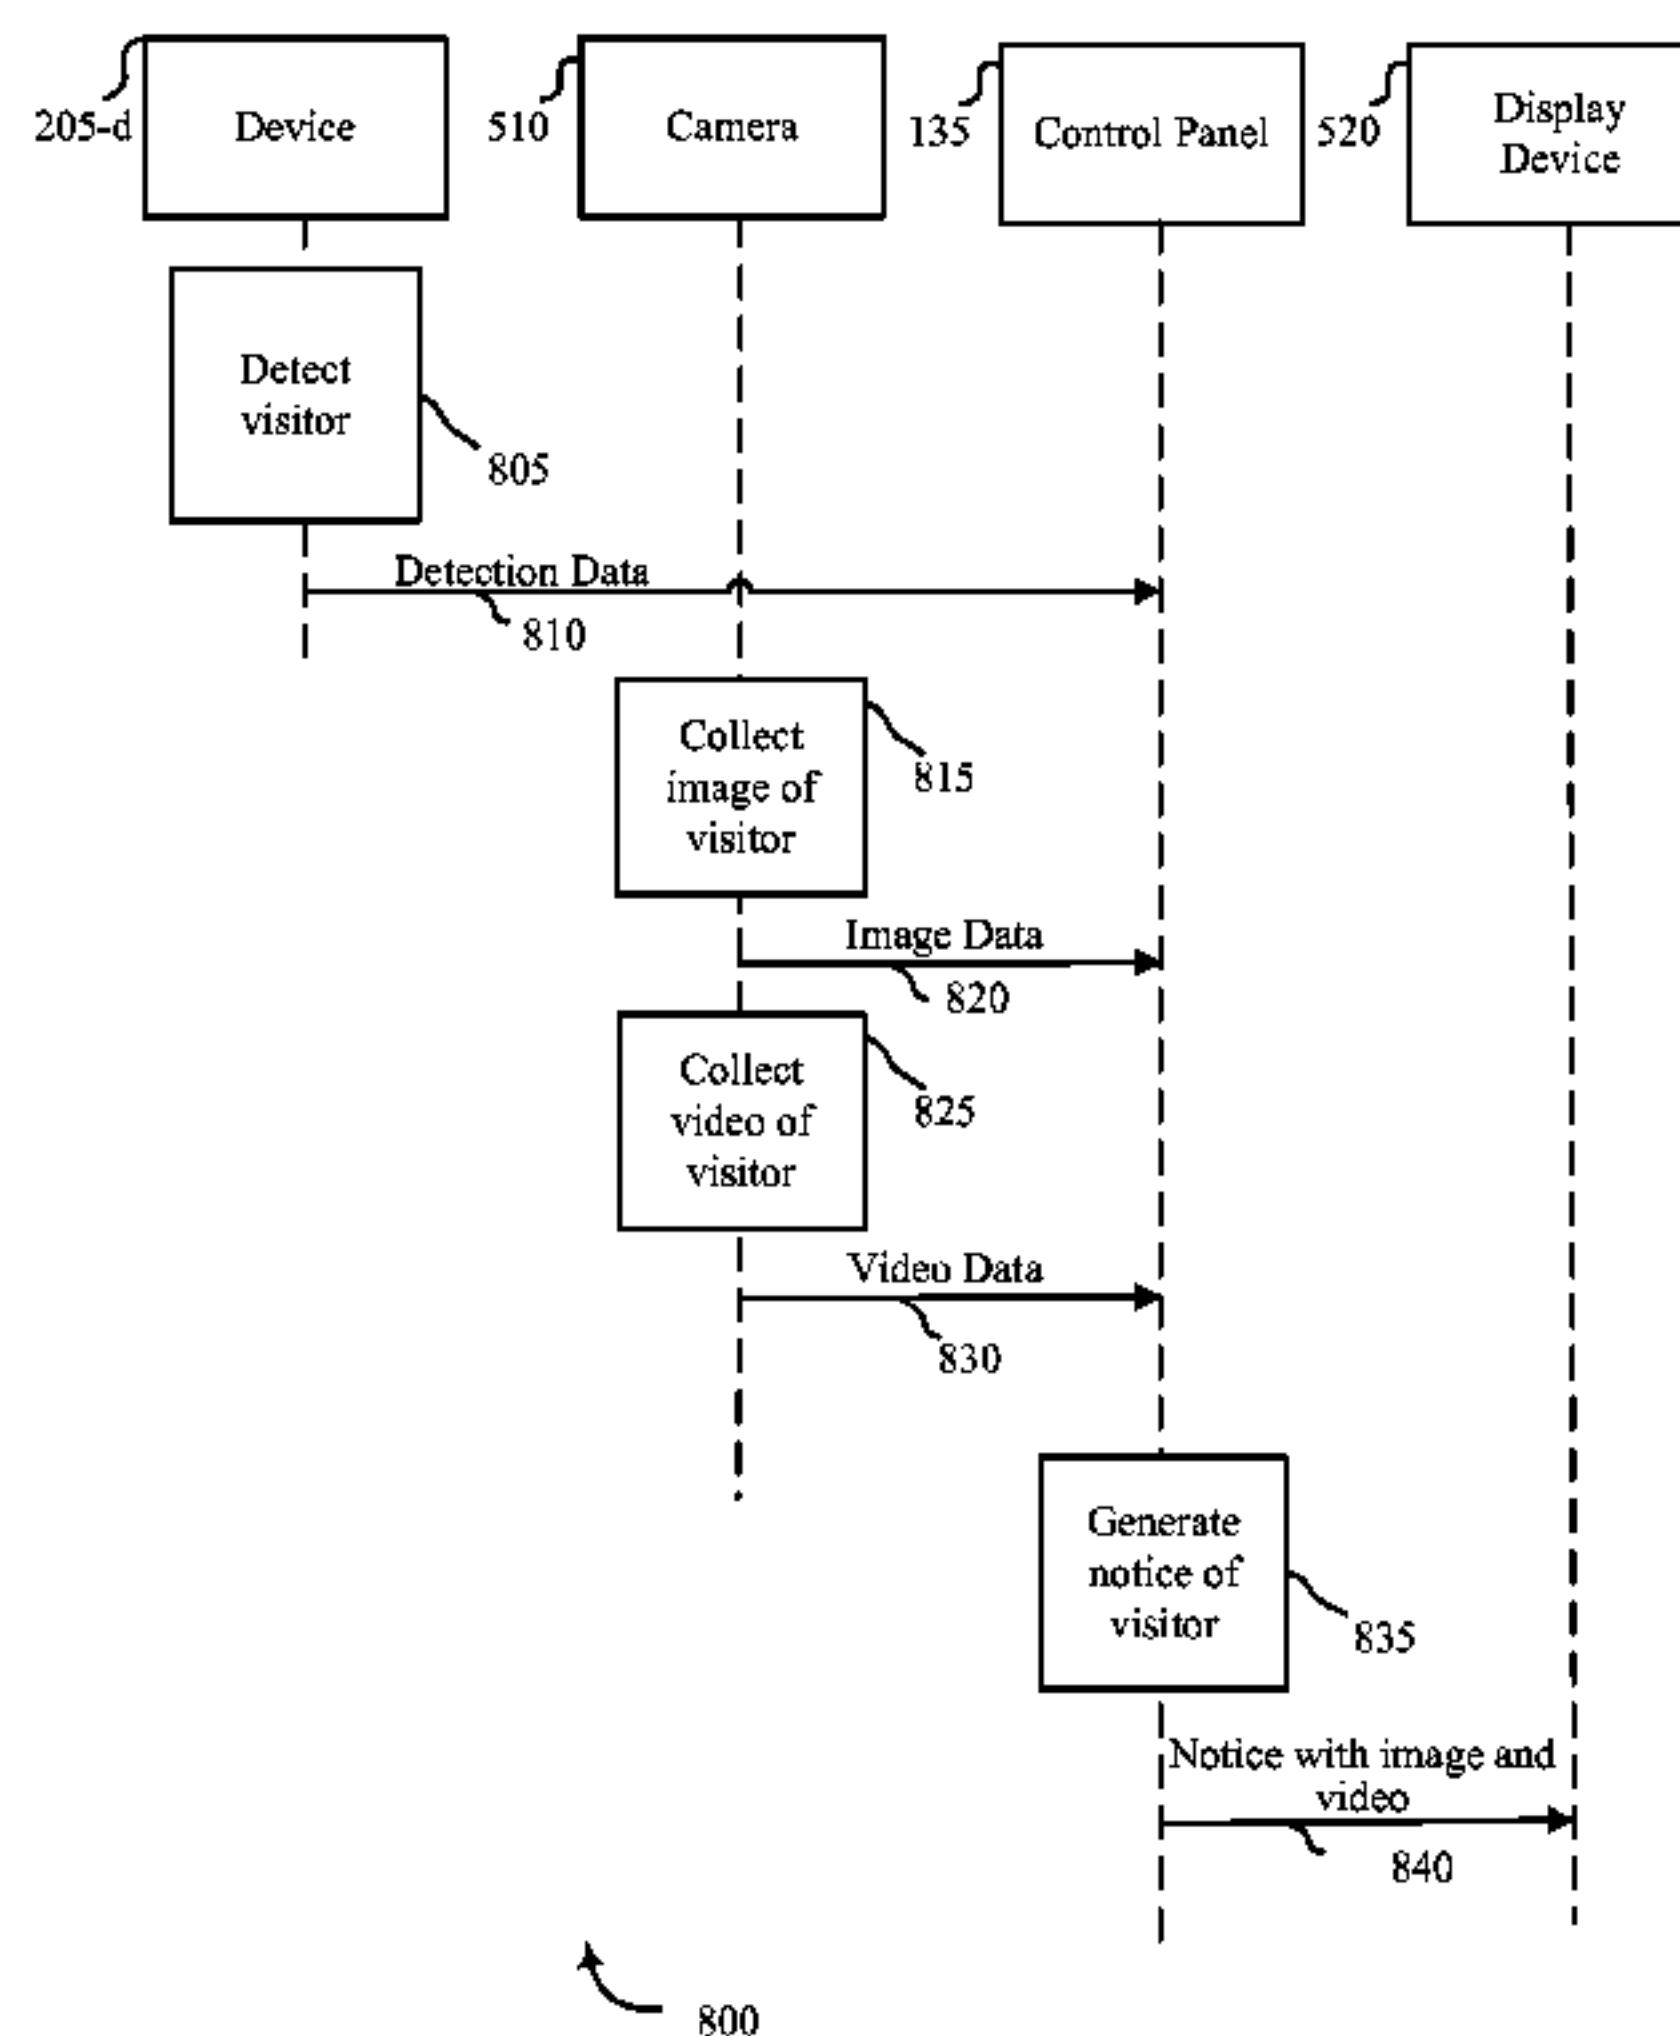 205-d
Device
510
Camera
135
Control Panel
520
Display
Device
Detect
visitor
805
Detection Data
810
Collect
image of
visitor
815
Image Data
820
Collect
video of
visitor
825
Video Data
830
Generate
notice of
visitor
835
Notice with image and
video
840
800